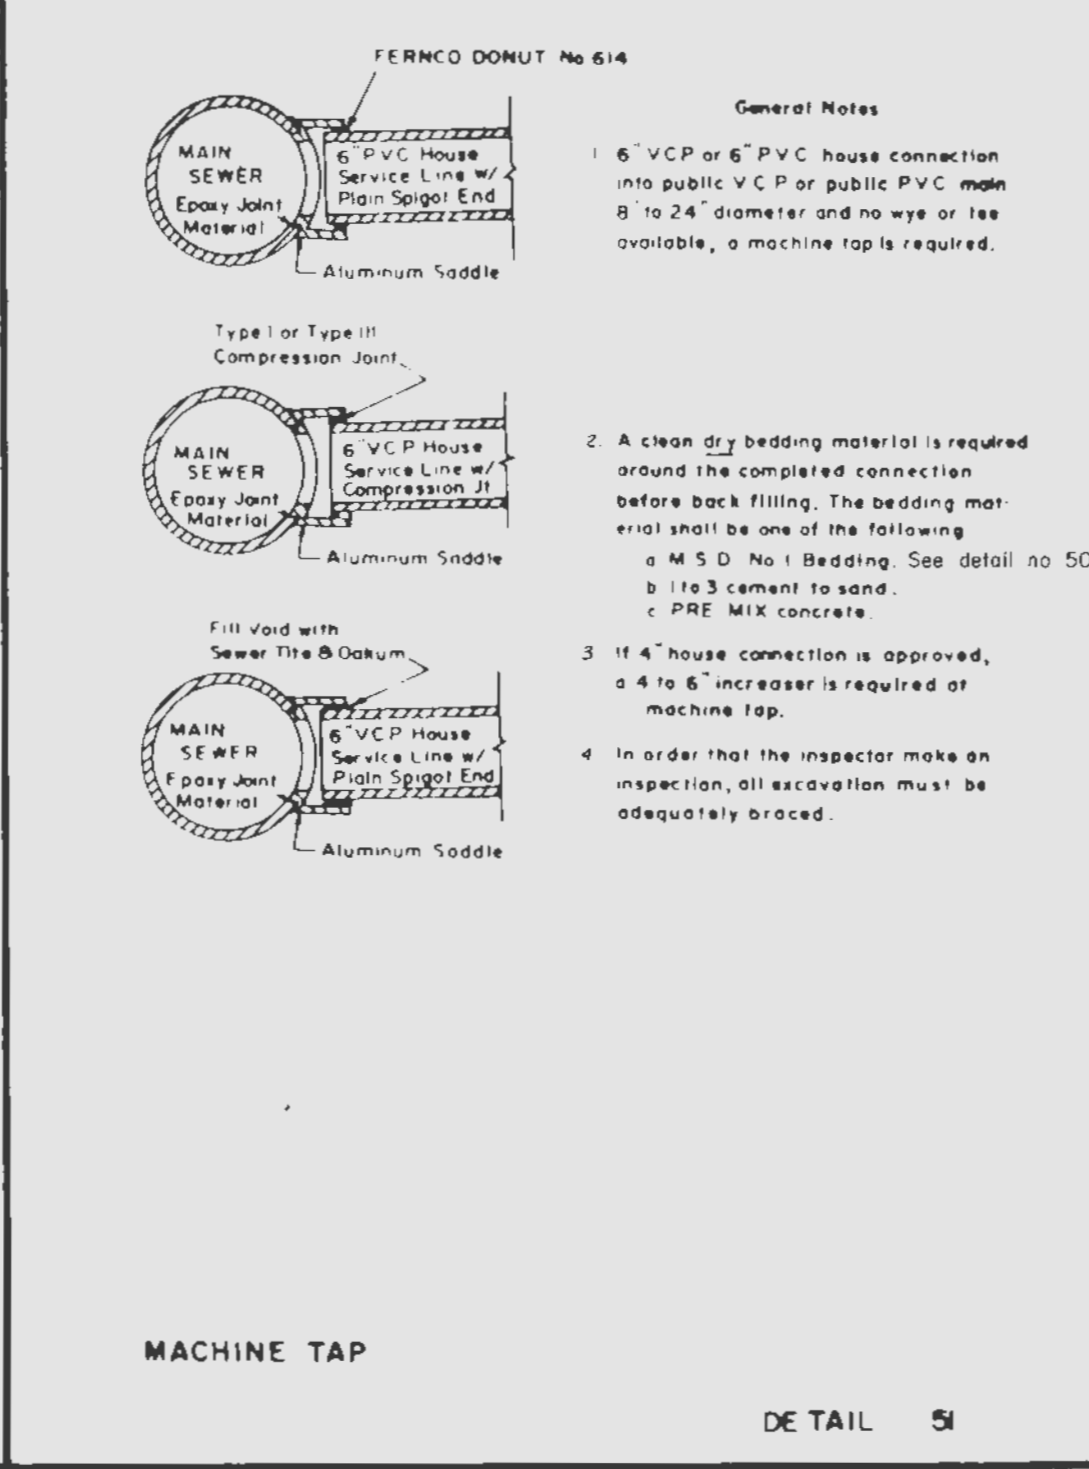 FERNCO DONUT No 614
MAIN
SEWER
Epoxy Joint
Material
6" PVC House
Service Line w/
Plain Spigot End
Aluminum Saddle
Type I or Type III
Compression Joint
MAIN
SEWER
Epoxy Joint
Material
6" VCP House
Service Line w/
Compression Jt
Aluminum Saddle
Fill Void with
Sewer Tite & Oakum
MAIN
SEWER
Epoxy Joint
Material
6" VCP House
Service Line w/
Plain Spigot End
Aluminum Saddle
General Notes
1 6" VCP or 6" PVC house connection
into public VCP or public PVC main
8" to 24" diameter and no wye or tee
available, a machine tap is required.
2. A clean dry bedding material is required
around the completed connection
before back filling. The bedding mat-
erial shall be one of the following
a M S D No 1 Bedding. See detail no 50
b 1 to 3 cement to sand.
c PRE MIX concrete.
3 If 4" house connection is approved,
a 4 to 6" increaser is required at
machine tap.
4 In order that the inspector make an
inspection, all excavation must be
adequately braced.
MACHINE TAP
DETAIL 51